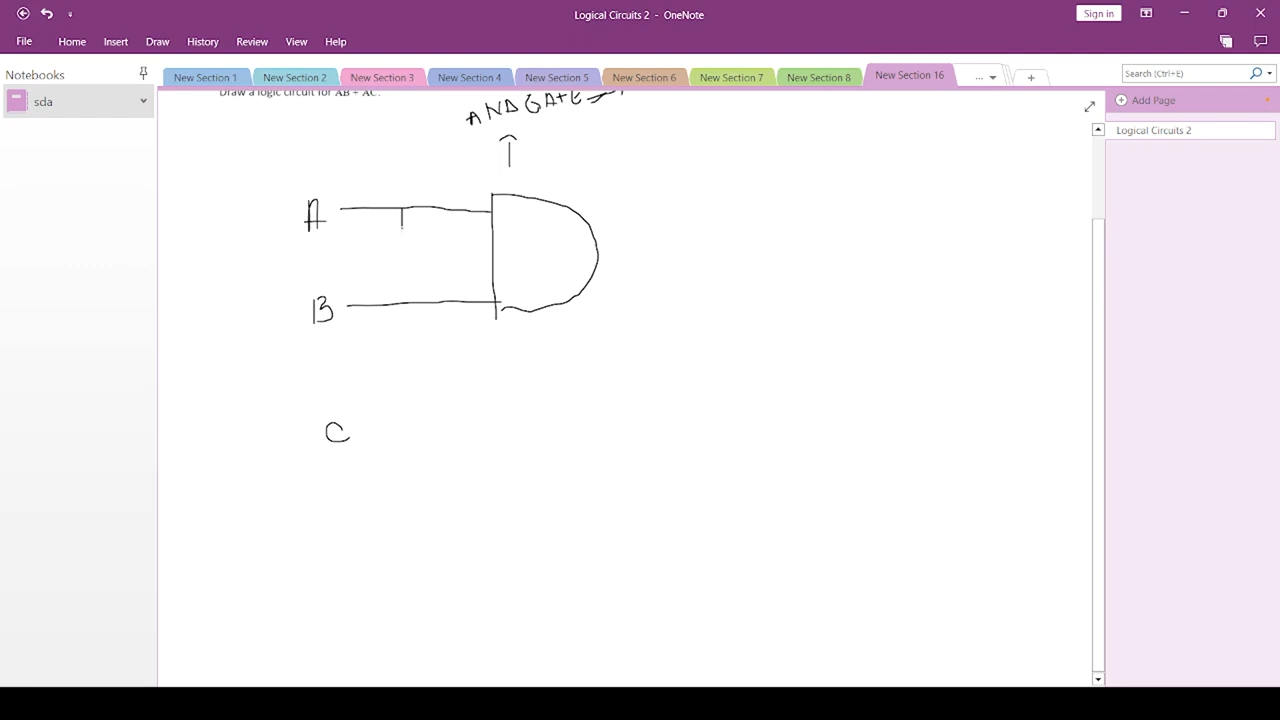 Logical Circuits 2 - OneNote
Sign in
File Home Insert Draw History Review View Help
Notebooks
sda
New Section 1 New Section 2 New Section 3 New Section 4 New Section 5 New Section 6 New Section 7 New Section 8 New Section 16 ...
Search (Ctrl+E)
Add Page
Logical Circuits 2
Draw a logic circuit for AB + AC.
AND GATE
A
B
C